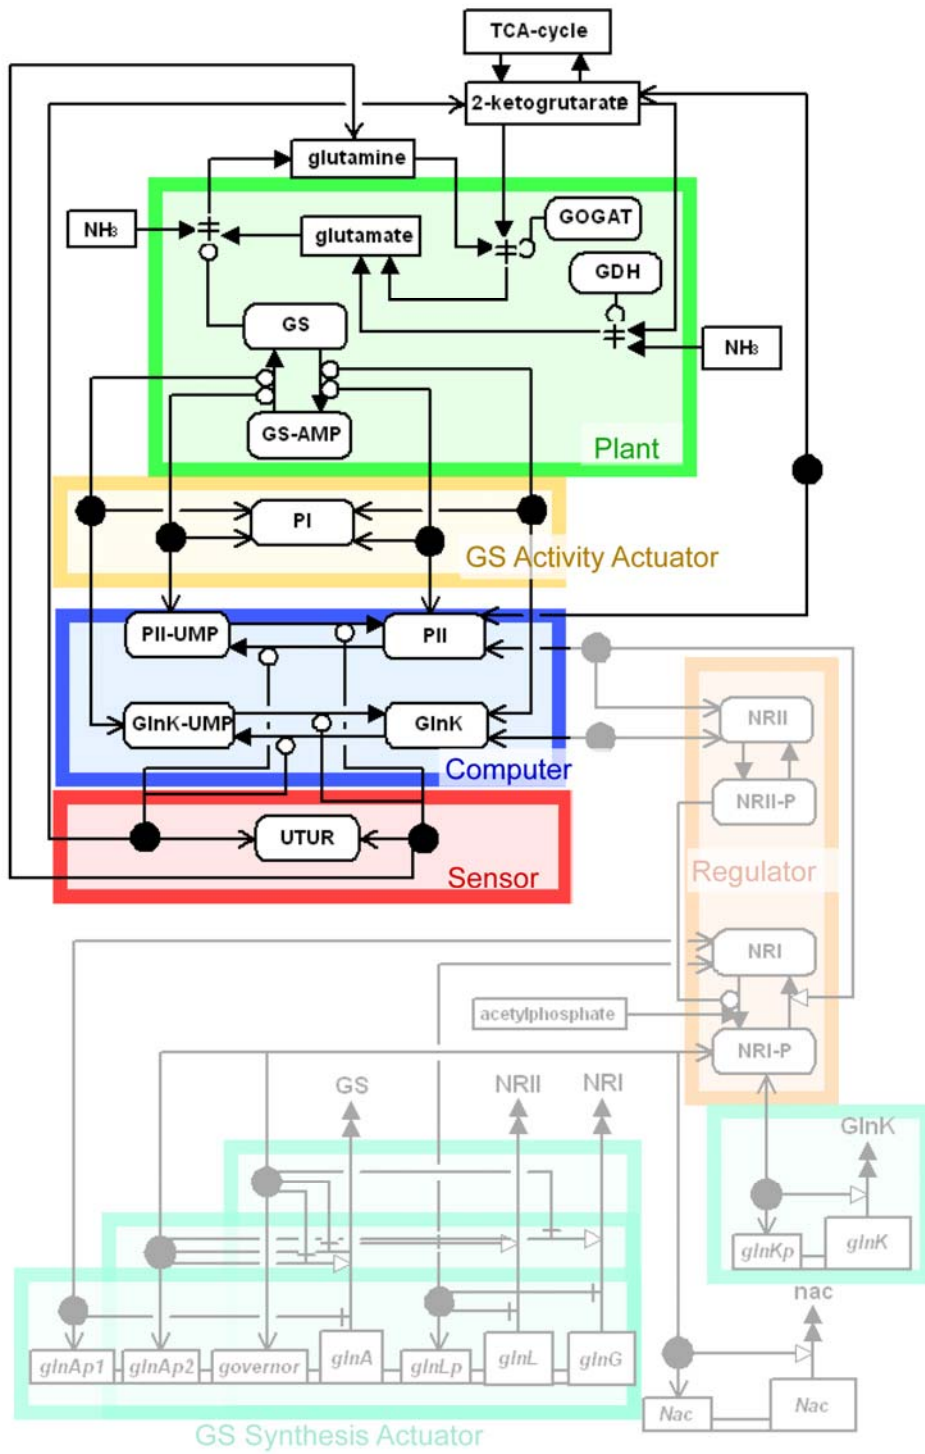 TCA-cycle
2-ketogrutarate
glutamine
GOGAT
NH₃
glutamate
GDH
GS
NH₃
GS-AMP
Plant
PI
GS Activity Actuator
PII-UMP
PII
GlnK-UMP
GlnK
NRII
Computer
NRII-P
UTUR
Sensor
Regulator
NRI
acetylphosphate
NRI-P
GS
NRII
NRI
GlnK
glnKp
glnK
nac
glnAp1
glnAp2
governor
glnA
glnLp
glnL
glnG
Nac
Nac
GS Synthesis Actuator